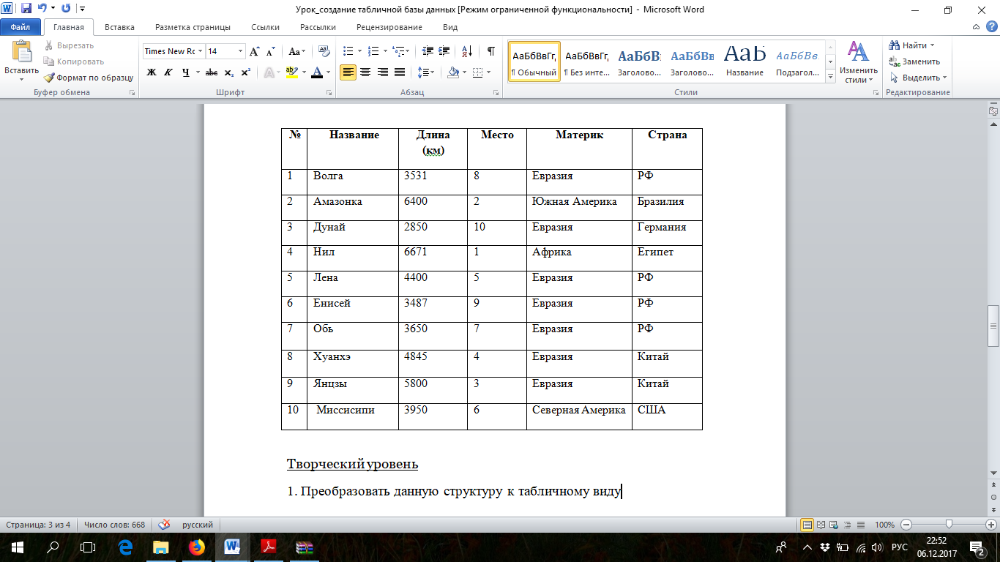 Урок_создание табличной базы данных [Режим ограниченной функциональности] - Microsoft Word
Файл Главная Вставка Разметка страницы Ссылки Рассылки Рецензирование Вид
Вставить
Вырезать
Копировать
Формат по образцу
Буфер обмена
Times New Rc 14
Шрифт
Абзац
АаБбВвГг, АаБбВвГг, АаБбВ: АаБбВв АаЬ АаБбВв.
¶ Обычный ¶ Без инте... Заголово... Заголово... Название Подзагол...
Стили
Изменить стили
Найти
Заменить
Выделить
Редактирование
№ Название Длина (км) Место Материк Страна
1 Волга 3531 8 Евразия РФ
2 Амазонка 6400 2 Южная Америка Бразилия
3 Дунай 2850 10 Евразия Германия
4 Нил 6671 1 Африка Египет
5 Лена 4400 5 Евразия РФ
6 Енисей 3487 9 Евразия РФ
7 Обь 3650 7 Евразия РФ
8 Хуанхэ 4845 4 Евразия Китай
9 Янцзы 5800 3 Евразия Китай
10 Миссисипи 3950 6 Северная Америка США
Творческий уровень
1. Преобразовать данную структуру к табличному виду
Страница: 3 из 4 Число слов: 668 русский 100%
РУС 22:52
06.12.2017 2